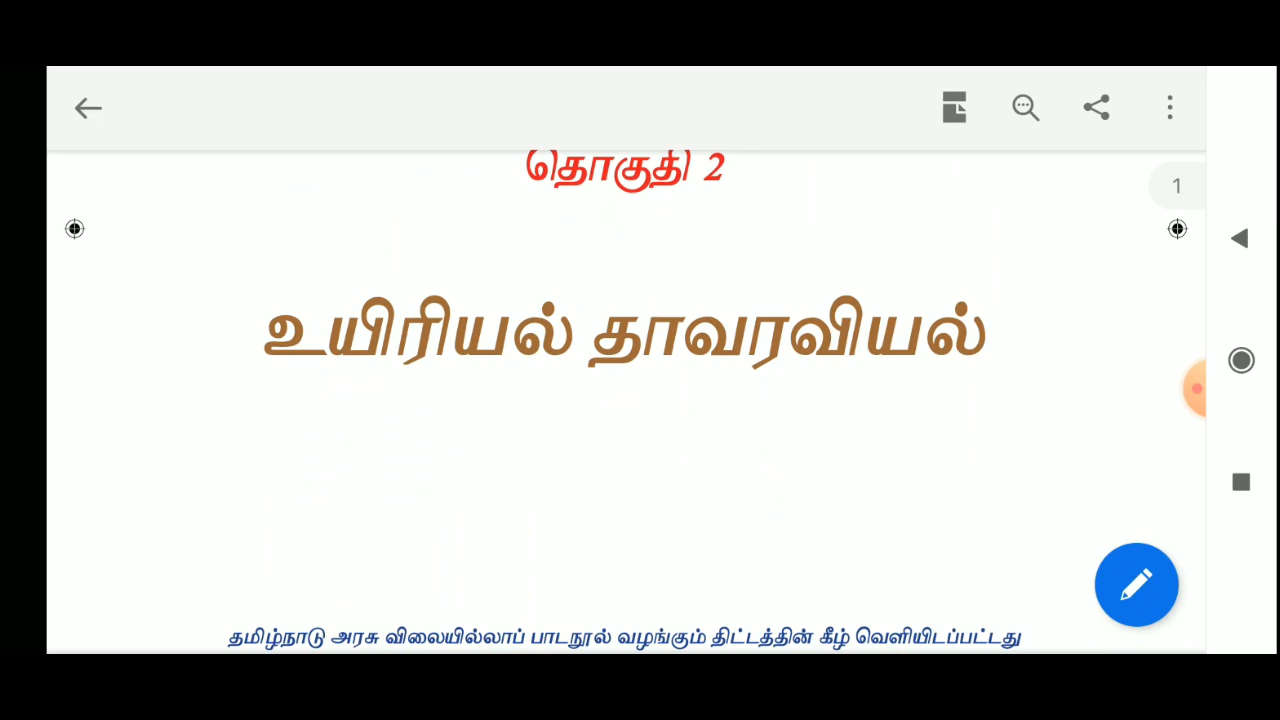 தொகுதி 2
1
உயிரியல் தாவரவியல்
தமிழ்நாடு அரசு விலையில்லாப் பாடநூல் வழங்கும் திட்டத்தின் கீழ் வெளியிடப்பட்டது